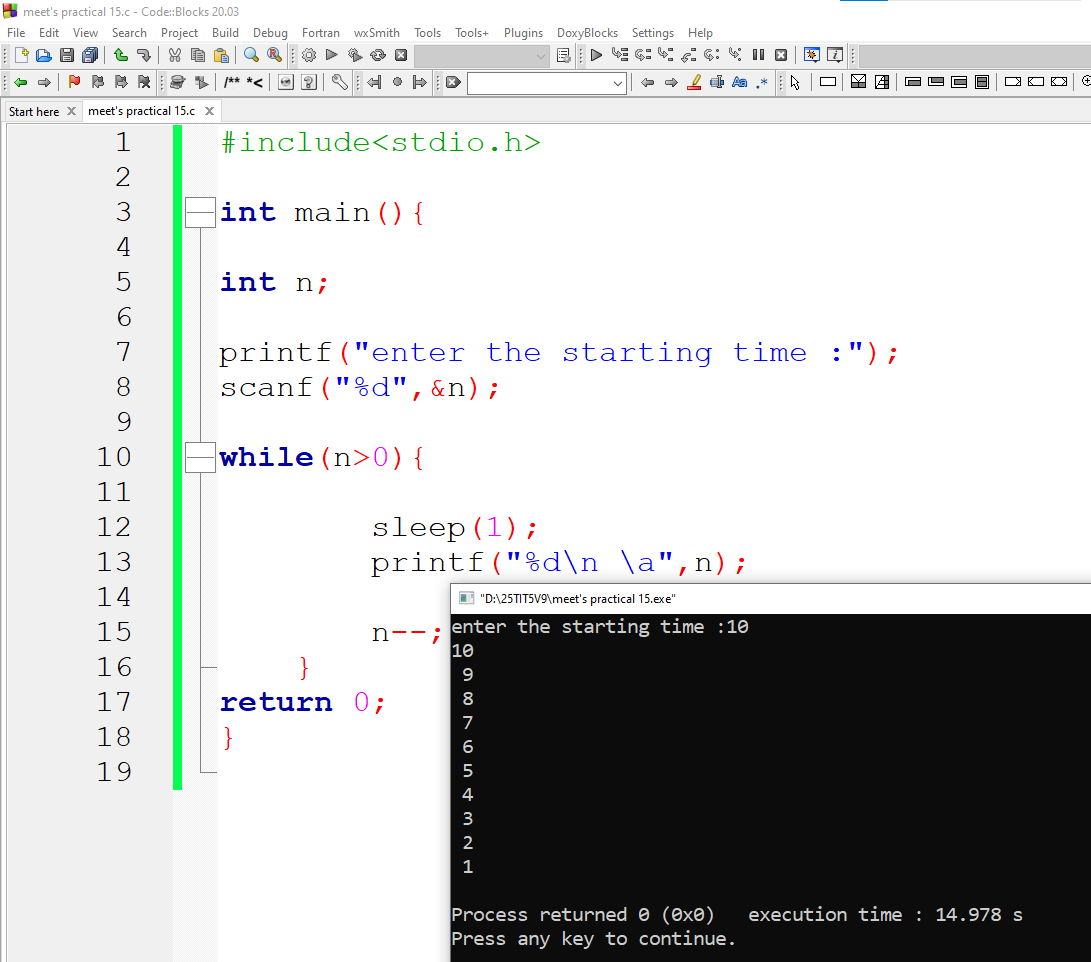 meet's practical 15.c - Code::Blocks 20.03
File Edit View Search Project Build Debug Fortran wxSmith Tools Tools+ Plugins DoxyBlocks Settings Help
/** *<
Aa .*
Start here X meet's practical 15.c X
1 #include<stdio.h>
2
3 int main(){
4
5 int n;
6
7 printf("enter the starting time :");
8 scanf("%d",&n);
9
10 while(n>0){
11
12 sleep(1);
13 printf("%d\n \a",n);
14
15 n--;
16 }
17 return 0;
18 }
19
"D:\25TIT5V9\meet's practical 15.exe"
enter the starting time :10
10
9
8
7
6
5
4
3
2
1
Process returned 0 (0x0) execution time : 14.978 s
Press any key to continue.